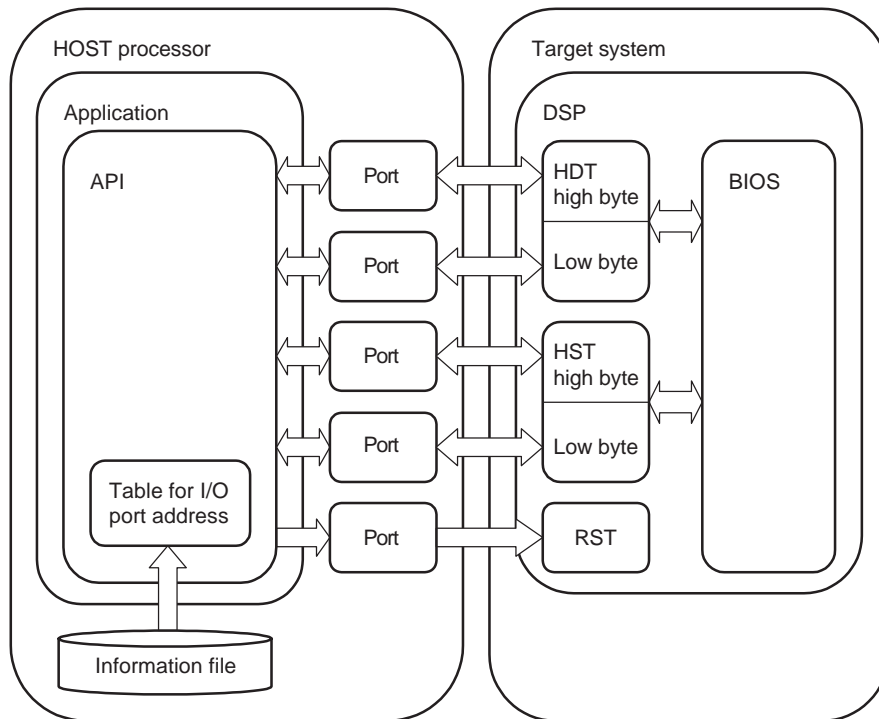 HOST processor
Target system
Application
DSP
API
Port
HDT
high byte
BIOS
Port
Low byte
Port
HST
high byte
Port
Low byte
Table for I/O
port address
Port
RST
Information file